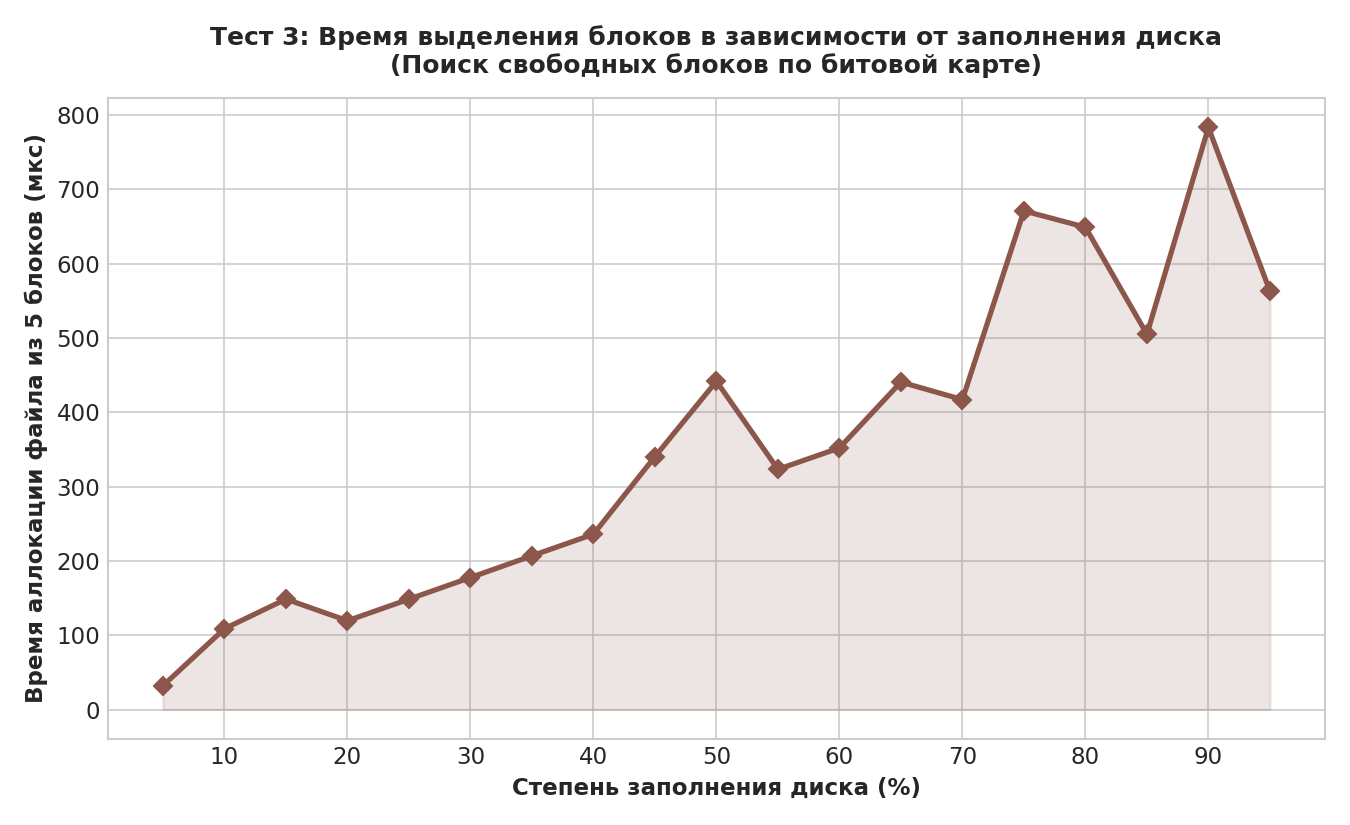 Тест 3: Время выделения блоков в зависимости от заполнения диска
(Поиск свободных блоков по битовой карте)
Время аллокации файла из 5 блоков (мкс)
800
700
600
500
400
300
200
100
0
10 20 30 40 50 60 70 80 90
Степень заполнения диска (%)